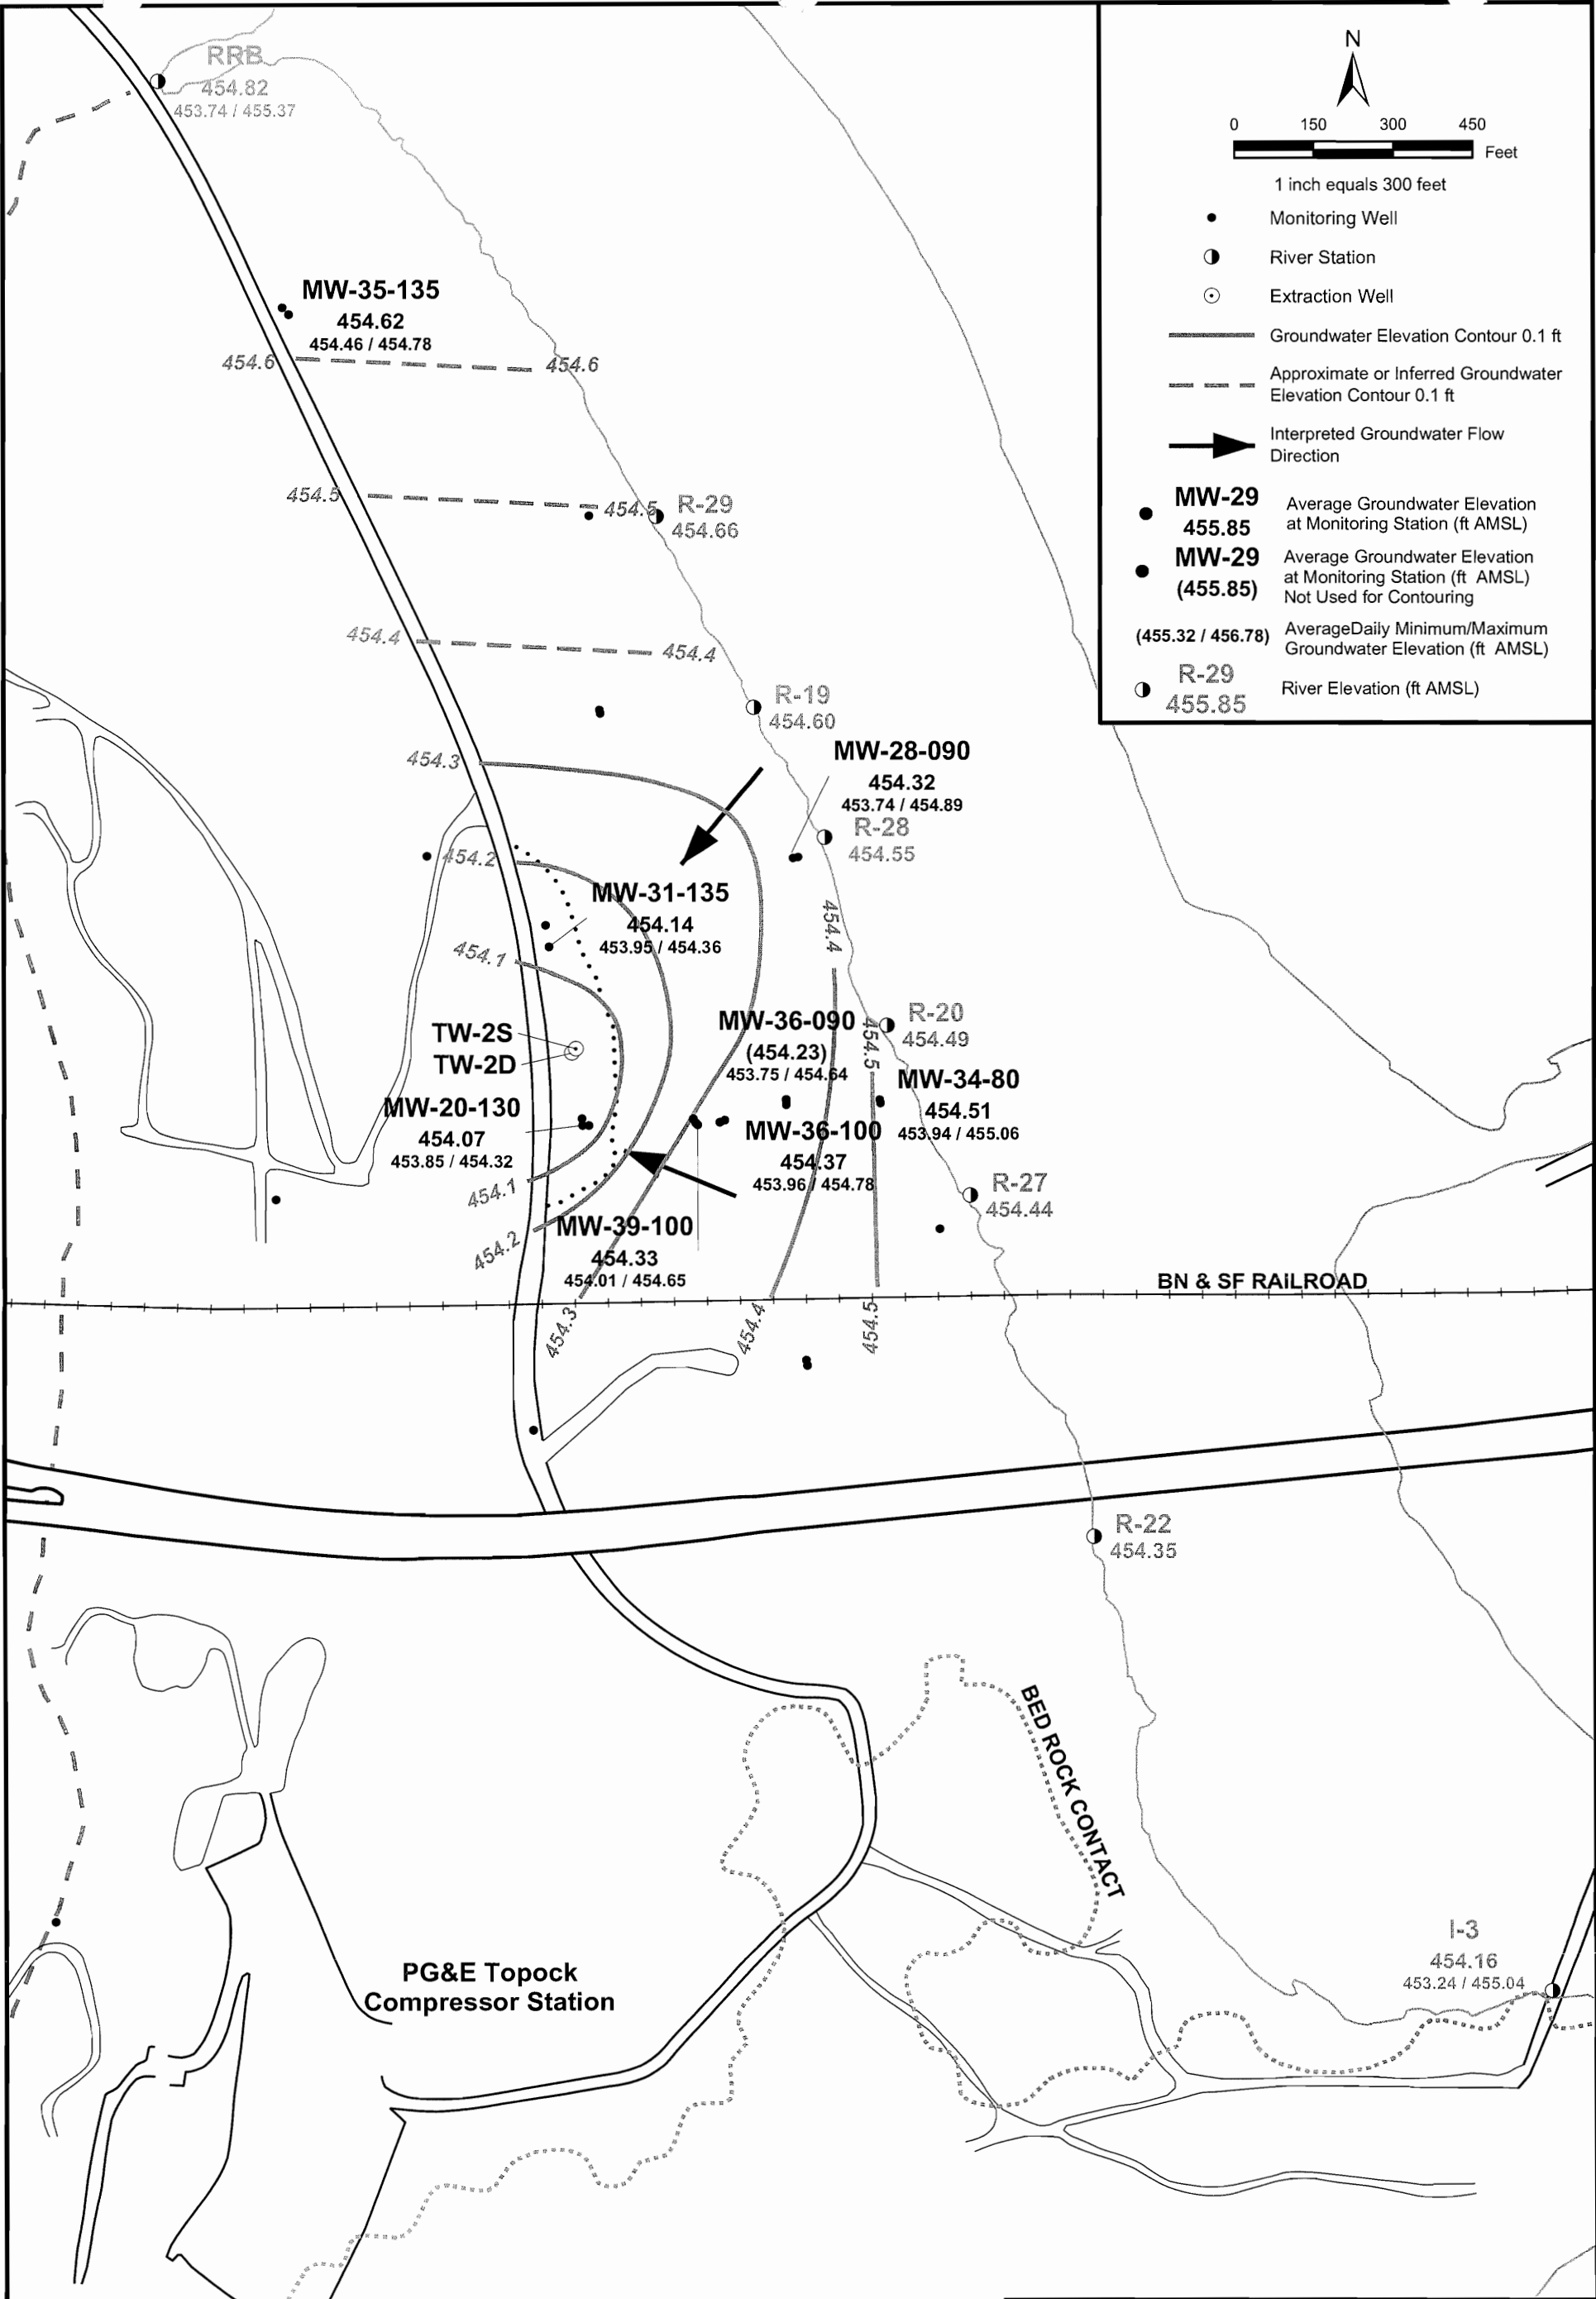 N
0 150 300 450
Feet
1 inch equals 300 feet
Monitoring Well
River Station
Extraction Well
Groundwater Elevation Contour 0.1 ft
Approximate or Inferred Groundwater
Elevation Contour 0.1 ft
Interpreted Groundwater Flow
Direction
MW-29
455.85
Average Groundwater Elevation
at Monitoring Station (ft AMSL)
MW-29
(455.85)
Average Groundwater Elevation
at Monitoring Station (ft AMSL)
Not Used for Contouring
(455.32 / 456.78)
AverageDaily Minimum/Maximum
Groundwater Elevation (ft AMSL)
R-29
455.85
River Elevation (ft AMSL)
RRB
454.82
453.74 / 455.37
MW-35-135
454.62
454.46 / 454.78
454.6
454.6
454.5
454.5
R-29
454.66
454.4
454.4
R-19
454.60
454.3
MW-28-090
454.32
453.74 / 454.89
R-28
454.55
454.2
MW-31-135
454.14
453.95 / 454.36
454.4
454.1
R-20
454.49
454.5
MW-36-090
(454.23)
453.75 / 454.64
TW-2S
TW-2D
MW-34-80
454.51
453.94 / 455.06
MW-20-130
454.07
453.85 / 454.32
MW-36-100
454.37
453.96 / 454.78
454.1
R-27
454.44
454.2
MW-39-100
454.33
454.01 / 454.65
BN & SF RAILROAD
454.3
454.4
454.5
R-22
454.35
BED ROCK CONTACT
I-3
454.16
453.24 / 455.04
PG&E Topock
Compressor Station